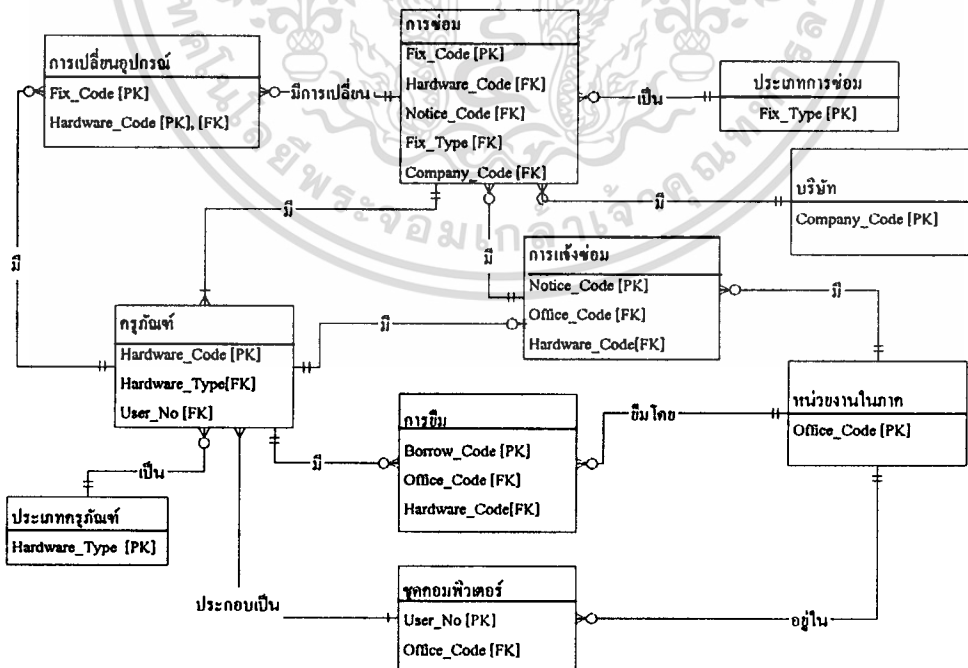 การซ่อม
Fix_Code [PK]
Hardware_Code [FK]
Notice_Code [FK]
Fix_Type [FK]
Company_Code [FK]
การเปลี่ยนอุปกรณ์
Fix_Code [PK]
Hardware_Code [PK], [FK]
มีการเปลี่ยน
เป็น
ประเภทการซ่อม
Fix_Type [PK]
บริษัท
Company_Code [PK]
มี
มี
มี
มี
การแจ้งซ่อม
Notice_Code [PK]
Office_Code [FK]
Hardware_Code[FK]
มี
มี
ครุภัณฑ์
Hardware_Code [PK]
Hardware_Type[FK]
User_No [FK]
หน่วยงานในภาค
Office_Code [PK]
การยืม
Borrow_Code [PK]
Office_Code [FK]
Hardware_Code[FK]
ยืมโดย
มี
เป็น
ประเภทครุภัณฑ์
Hardware_Type [PK]
ประกอบเป็น
ชุดคอมพิวเตอร์
User_No [PK]
Office_Code [FK]
อยู่ใน